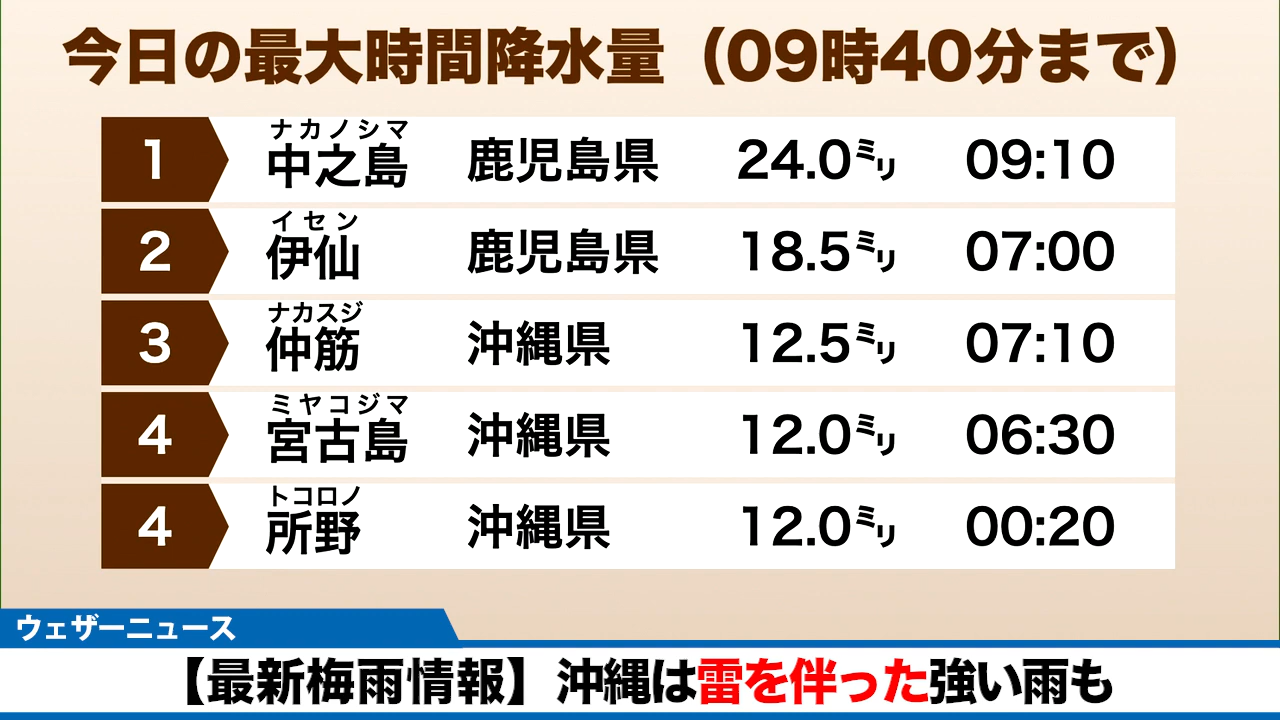 今日の最大時間降水量（09時40分まで）
ナカノシマ
1 中之島 鹿児島県 24.0ミリ 09:10
イセン
2 伊仙 鹿児島県 18.5ミリ 07:00
ナカスジ
3 仲筋 沖縄県 12.5ミリ 07:10
ミヤコジマ
4 宮古島 沖縄県 12.0ミリ 06:30
トコロノ
4 所野 沖縄県 12.0ミリ 00:20
ウェザーニュース
【最新梅雨情報】沖縄は雷を伴った強い雨も